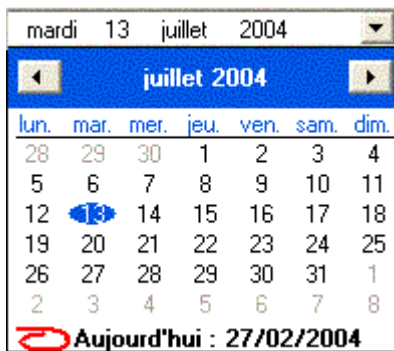 mardi 13 juillet 2004
juillet 2004
lun. mar. mer. jeu. ven. sam. dim.
28 29 30 1 2 3 4
5 6 7 8 9 10 11
12 13 14 15 16 17 18
19 20 21 22 23 24 25
26 27 28 29 30 31 1
2 3 4 5 6 7 8
Aujourd'hui : 27/02/2004